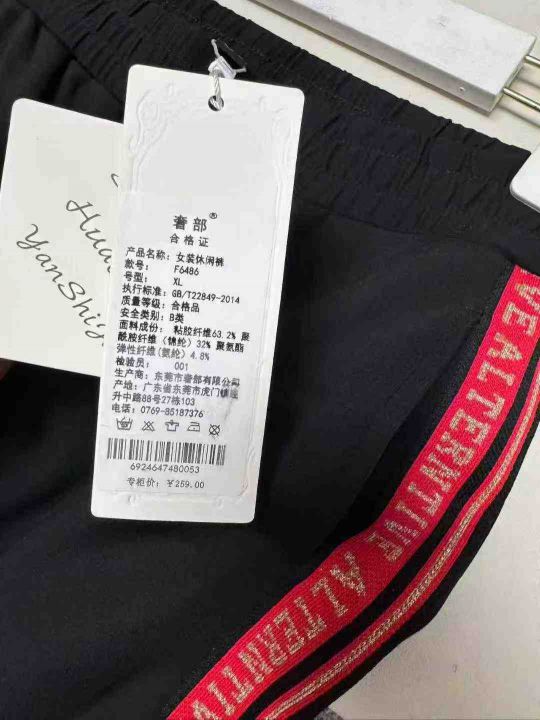 奢部®
合格证
产品名称：女装休闲裤
款号： F6486
号型： XL
执行标准：GB/T22849-2014
质量等级：合格品
安全类别：B类
面料成份： 粘胶纤维63.2% 聚
酰胺纤维（锦纶）32% 聚氨酯
弹性纤维(氨纶) 4.8%
检验员： 001
生产商：东莞市奢部有限公司
产地：广东省东莞市虎门镇
升中路88号27栋103
电话：0769-85187376
6924647480053
专柜价：￥259.00
Hua
YanShi
VEALTERNTIVE ALTERNTIV